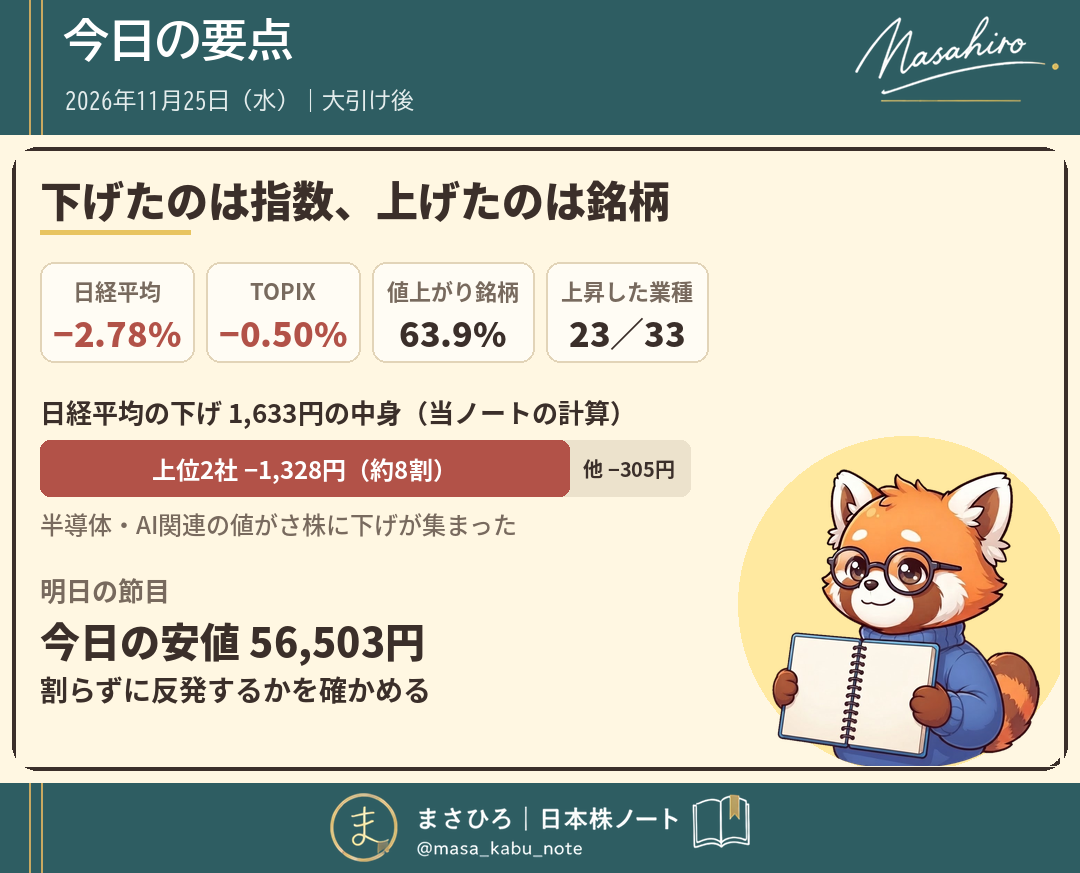 今日の要点
2026年11月25日（水）｜大引け後
Masahiro
下げたのは指数、上げたのは銘柄
日経平均
−2.78%
TOPIX
−0.50%
値上がり銘柄
63.9%
上昇した業種
23／33
日経平均の下げ 1,633円の中身（当ノートの計算）
上位2社 −1,328円（約8割）
他 −305円
半導体・AI関連の値がさ株に下げが集まった
明日の節目
今日の安値 56,503円
割らずに反発するかを確かめる
ま
まさひろ｜日本株ノート
@masa_kabu_note